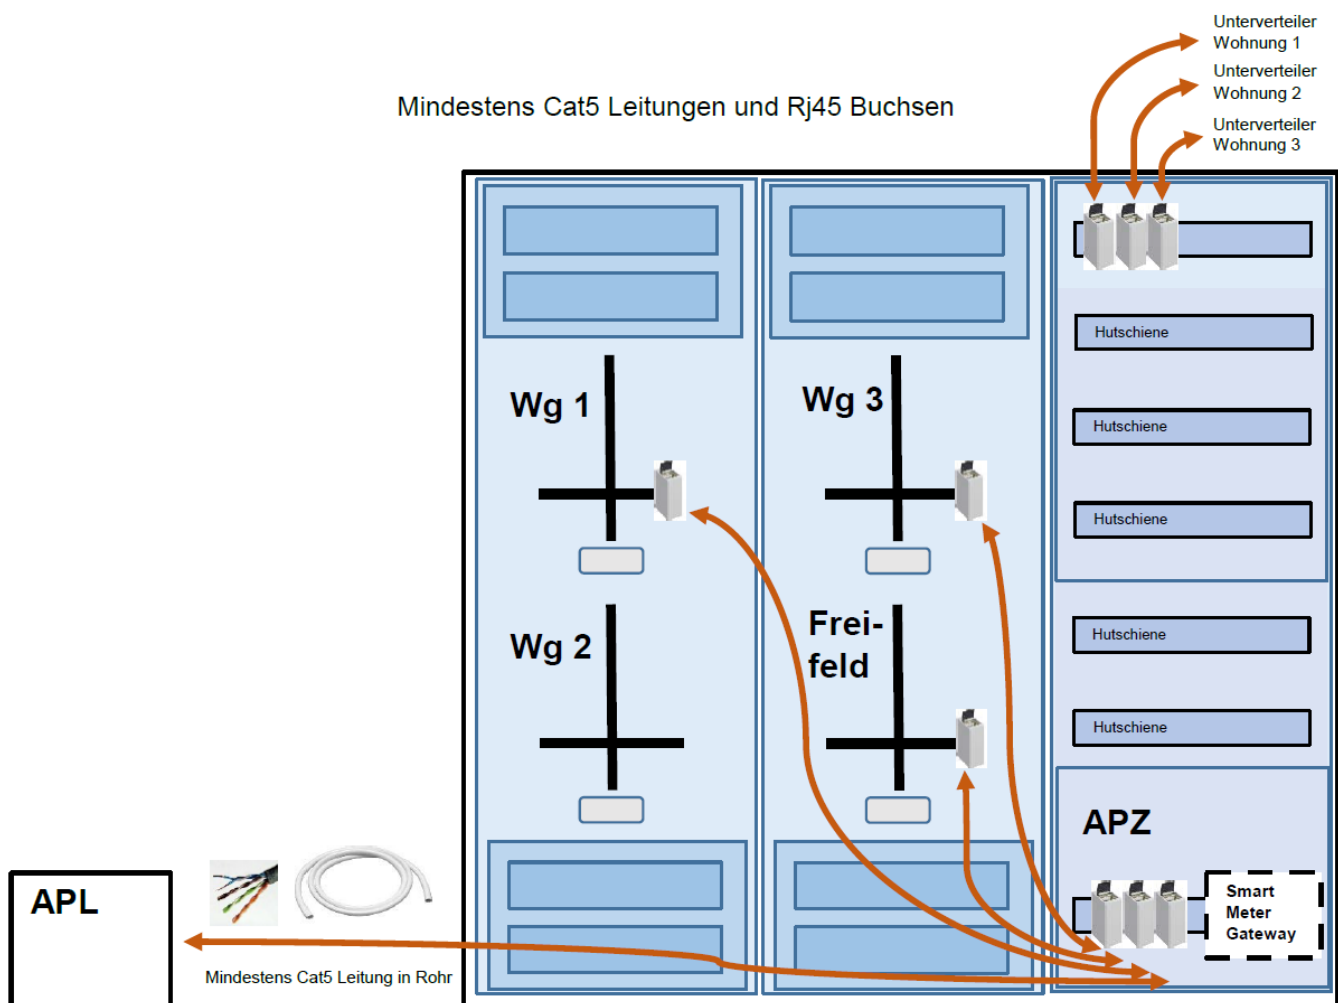 Unterverteiler
Wohnung 1
Unterverteiler
Wohnung 2
Unterverteiler
Wohnung 3
Mindestens Cat5 Leitungen und Rj45 Buchsen
Hutschiene
Wg 1
Wg 3
Hutschiene
Hutschiene
Wg 2
Frei-
feld
Hutschiene
Hutschiene
APZ
APL
Smart
Meter
Gateway
Mindestens Cat5 Leitung in Rohr